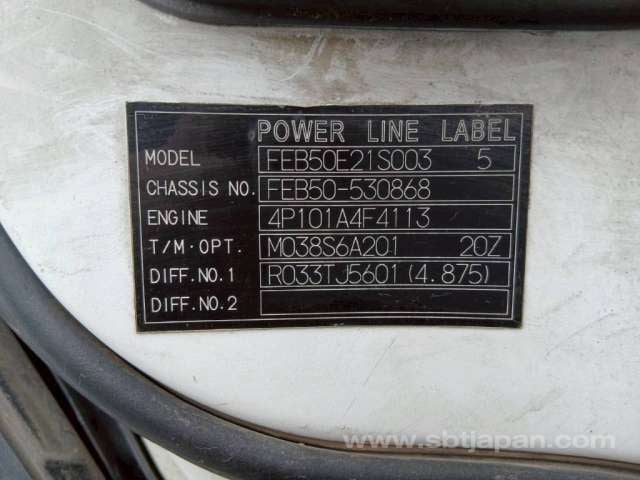 POWER LINE LABEL
MODEL FEB50E21S003 5
CHASSIS NO. FEB50-530868
ENGINE 4P101A4F4113
T/M·OPT. M038S6A201 20Z
DIFF.NO.1 R033TJ5601(4.875)
DIFF.NO.2
www.sbtjapan.com/